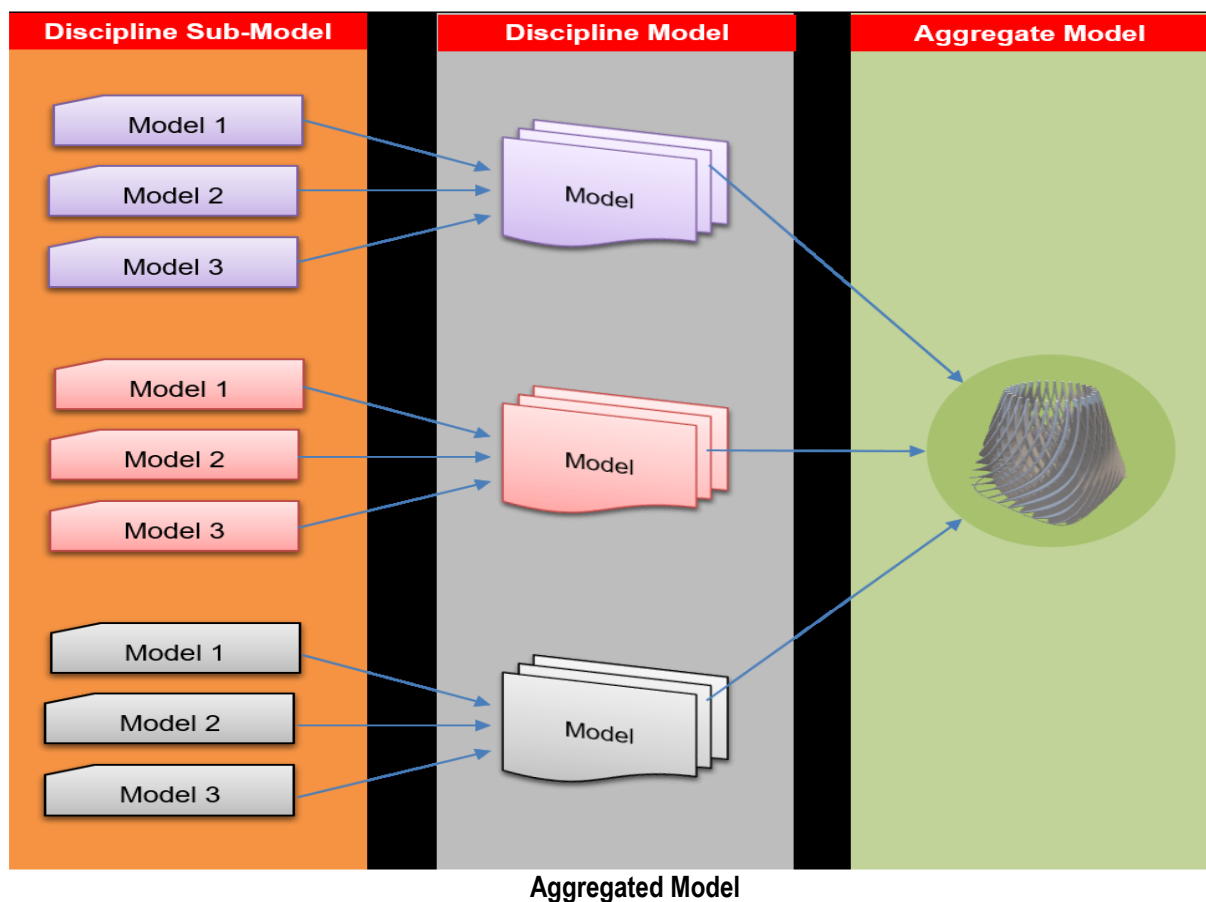 Discipline Sub-Model
Discipline Model
Aggregate Model
Model 1
Model 2
Model 3
Model
Model 1
Model 2
Model 3
Model
Model 1
Model 2
Model 3
Model
Aggregated Model